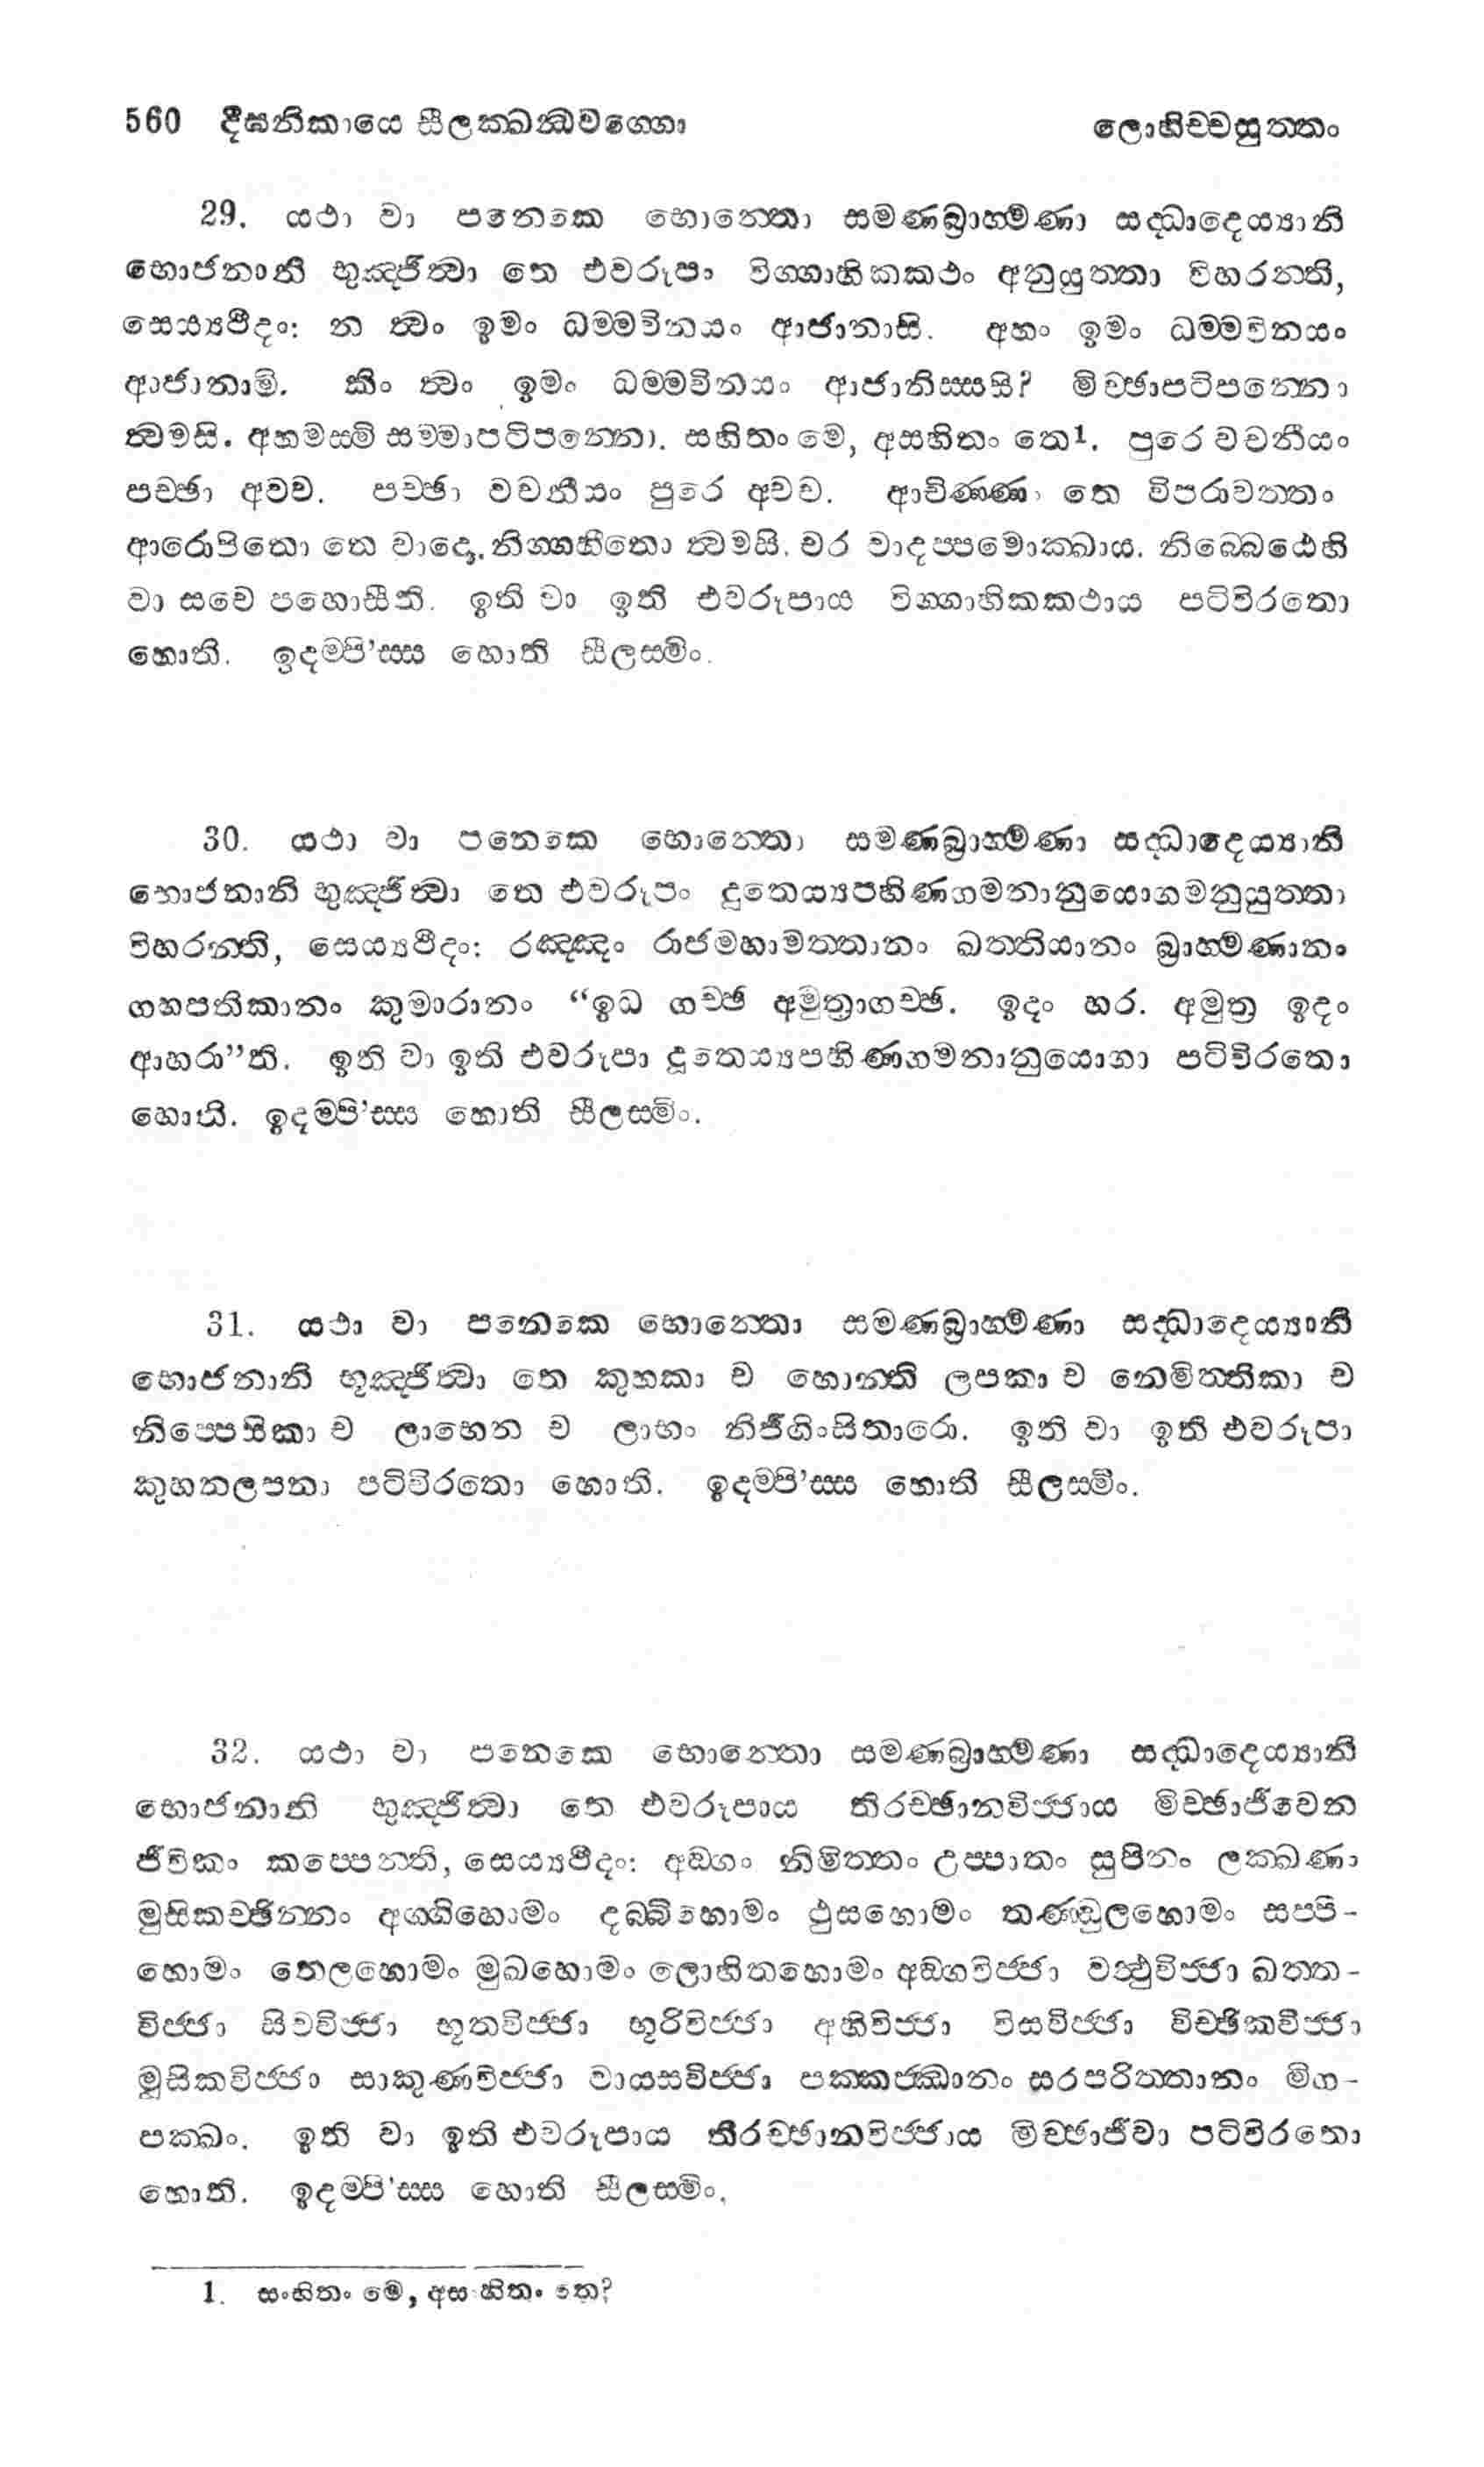 560 දීඝනිකායෙ සීලක්ඛන්ධවග්ගො ලොහිච්චසුත්තං
29. යථා වා පනෙකෙ භොන්තො සමණබ්‍රාහ්මණා සද්ධාදෙය්‍යානි
භොජනානි භුඤ්ජිත්වා තෙ එවරූපං විග්ගාහිකකථං අනුයුත්තා විහරන්ති,
සෙය්‍යථීදං: න ත්වං ඉමං ධම්මවිනයං ආජානාසි. අහං ඉමං ධම්මවිනයං
ආජානාමි. කිං ත්වං ඉමං ධම්මවිනයං ආජානිස්සසි? මිච්ඡාපටිපන්නො
ත්වමසි. අහමස්මි සම්මාපටිපන්නො. සහිතං මෙ, අසහිතං තෙ1. පුරෙ වචනීයං
පච්ඡා අවච. පච්ඡා වචනීයං පුරෙ අවච. ආචිණ්ණං තෙ විපරාවත්තං
ආරොපිතො තෙ වාදො. නිග්ගහීතො ත්වමසි. චර වාදප්පමොක්ඛාය. නිබ්බෙඨෙහි
වා සචෙ පහොසීති. ඉති වා ඉති එවරූපාය විග්ගාහිකකථාය පටිවිරතො
හොති. ඉදම්පි’ස්ස හොති සීලස්මිං.
30. යථා වා පනෙකෙ භොන්තො සමණබ්‍රාහ්මණා සද්ධාදෙය්‍යානි
භොජනානි භුඤ්ජිත්වා තෙ එවරූපං දූතෙය්‍යපහිණගමනානුයොගමනුයුත්තා
විහරන්ති, සෙය්‍යථීදං: රඤ්ඤං රාජමහාමත්තානං ඛත්තියානං බ්‍රාහ්මණානං
ගහපතිකානං කුමාරානං “ඉධ ගච්ඡ අමුත්‍රාගච්ඡ. ඉදං හර. අමුත්‍ර ඉදං
ආහරා”ති. ඉති වා ඉති එවරූපා දූතෙය්‍යපහිණගමනානුයොගා පටිවිරතො
හොති. ඉදම්පි’ස්ස හොති සීලස්මිං.
31. යථා වා පනෙකෙ භොන්තො සමණබ්‍රාහ්මණා සද්ධාදෙය්‍යානි
භොජනානි භූඤ්ජිත්වා තෙ කුහකා ච හොන්ති ලපකා ච නෙමිත්තිකා ච
නිප්පෙසිකා ච ලාභෙන ච ලාභං නිජිගිංසිතාරො. ඉති වා ඉති එවරූපා
කුහනලපනා පටිවිරතො හොති. ඉදම්පි’ස්ස හොති සීලස්මිං.
32. යථා වා පනෙකෙ භොන්තො සමණබ්‍රාහ්මණා සද්ධාදෙය්‍යානි
භොජනානි භුඤ්ජිත්වා තෙ එවරූපාය තිරච්ඡානවිජ්ජාය මිච්ඡාජීවෙන
ජීවිකං කප්පෙන්ති, සෙය්‍යථීදං: අඞ්ගං නිමිත්තං උප්පාතං සුපිනං ලක්ඛණං
මුසිකච්ඡින්නං අග්ගිහොමං දබ්බිහොමං ථුසහොමං තණ්ඩුලහොමං සප්පි-
හොමං තෙලහොමං මුඛහොමං ලොහිතහොමං අඞ්ගවිජ්ජා වත්ථුවිජ්ජා ඛත්ත-
විජ්ජා සිවවිජ්ජා භූතවිජ්ජා භූරිවිජ්ජා අහිවිජ්ජා විසවිජ්ජා විච්ඡිකවිජ්ජා
මූසිකවිජ්ජා සාකුණවිජ්ජා වායසවිජ්ජා පක්කජ්ඣානං සරපරිත්තානං මිග-
පක්ඛං. ඉති වා ඉති එවරූපාය තිරච්ඡානවිජ්ජාය මිච්ඡාජීවා පටිවිරතො
හොති. ඉදම්පි’ස්ස හොති සීලස්මිං.
1. සංහිතං මෙ, අසංහිතං තෙ?